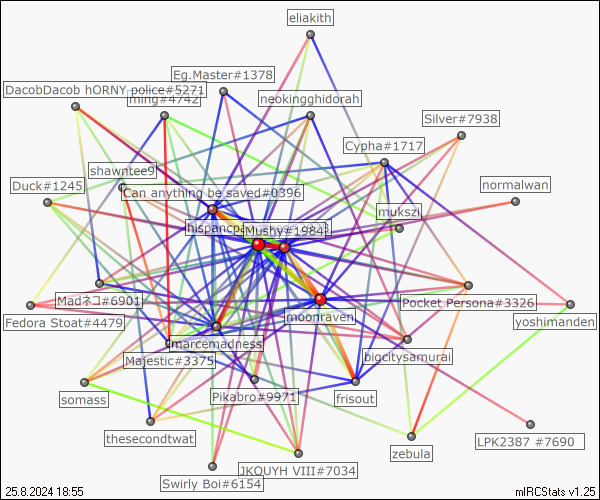 eliakith
Eg.Master#1378
DacobDacob hORNY police#5271
ming#4742
neokingghidorah
Silver#7938
Cypha#1717
shawntee9
Duck#1245
Can anything be saved#0396
normalwan
mukszi
Mushy#1984
Madネコ#6901
Pocket Persona#3326
Fedora Stoat#4479
moonraven
yoshimanden
marcemadness
Majestic#3375
bigcitysamurai
somass
Pikabro#9971
frisout
thesecondtwat
LPK2387 #7690
zebula
JKOUYH VIII#7034
Swirly Boi#6154
25.8.2024 18:55
mIRCStats v1.25